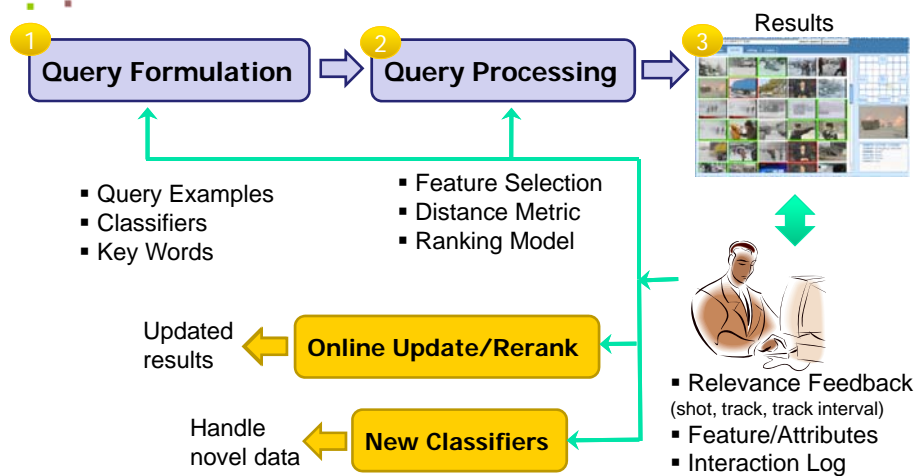 Results
1
Query Formulation
2
Query Processing
3
▪ Query Examples
▪ Classifiers
▪ Key Words
▪ Feature Selection
▪ Distance Metric
▪ Ranking Model
Updated
results
Online Update/Rerank
Handle
novel data
New Classifiers
▪ Relevance Feedback
(shot, track, track interval)
▪ Feature/Attributes
▪ Interaction Log